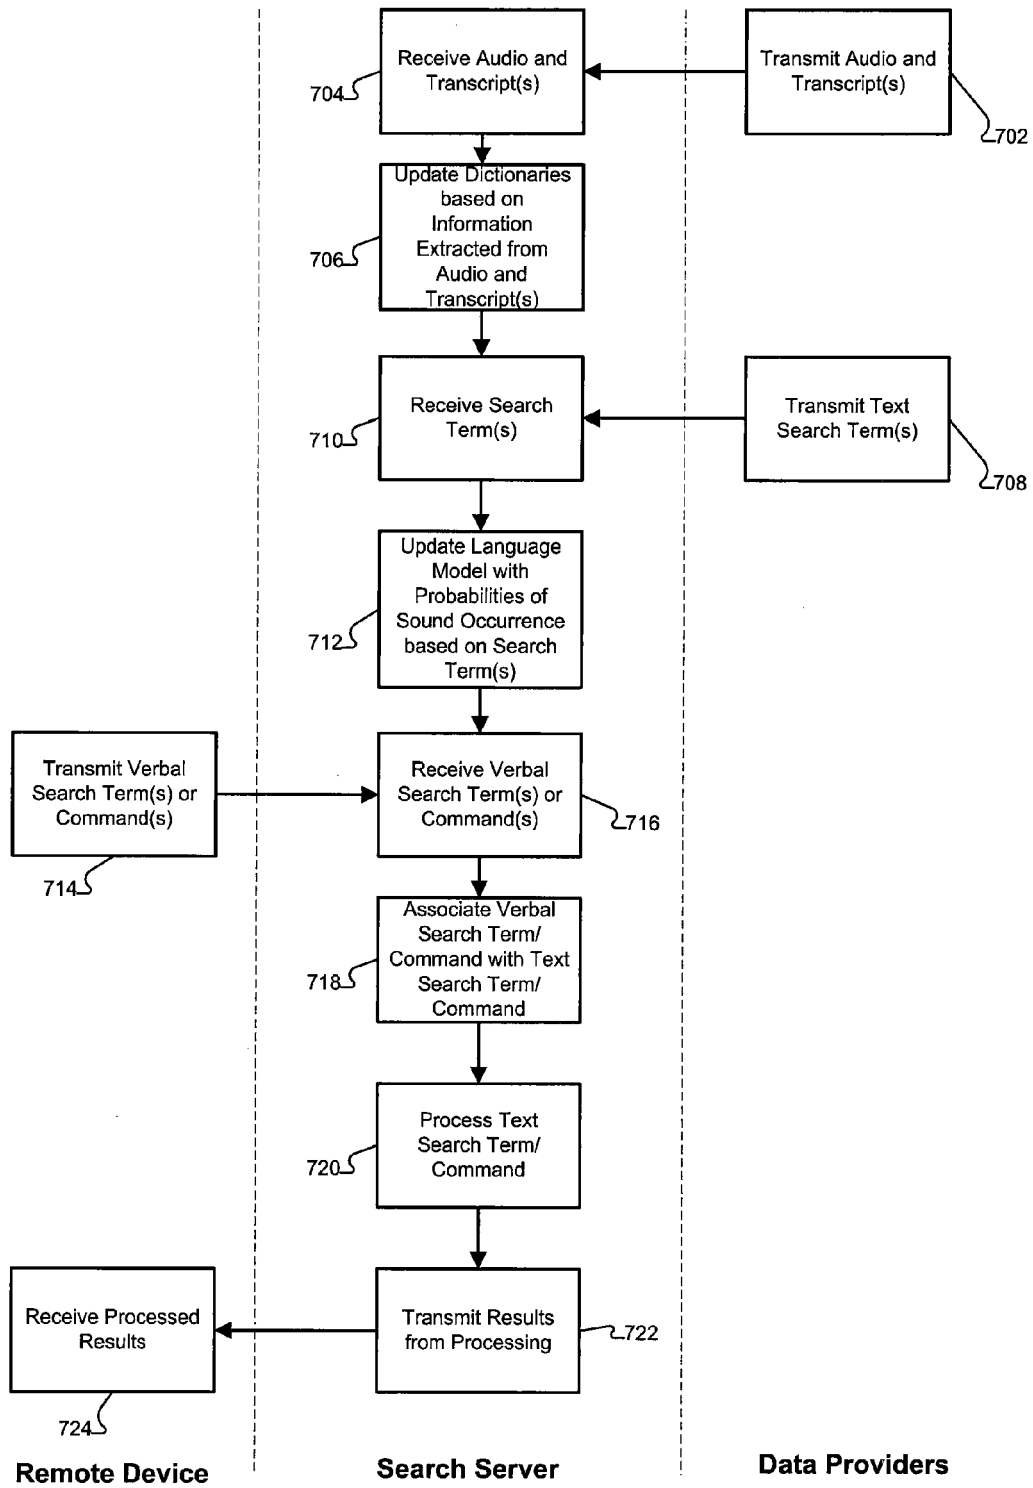 Receive Audio and
Transcript(s)
704
Transmit Audio and
Transcript(s)
702
Update Dictionaries
based on
Information
Extracted from
Audio and
Transcript(s)
706
Receive Search
Term(s)
710
Transmit Text
Search Term(s)
708
Update Language
Model with
Probabilities of
Sound Occurrence
based on Search
Term(s)
712
Transmit Verbal
Search Term(s) or
Command(s)
714
Receive Verbal
Search Term(s) or
Command(s)
716
Associate Verbal
Search Term/
Command with Text
Search Term/
Command
718
Process Text
Search Term/
Command
720
Receive Processed
Results
724
Transmit Results
from Processing
722
Remote Device
Search Server
Data Providers